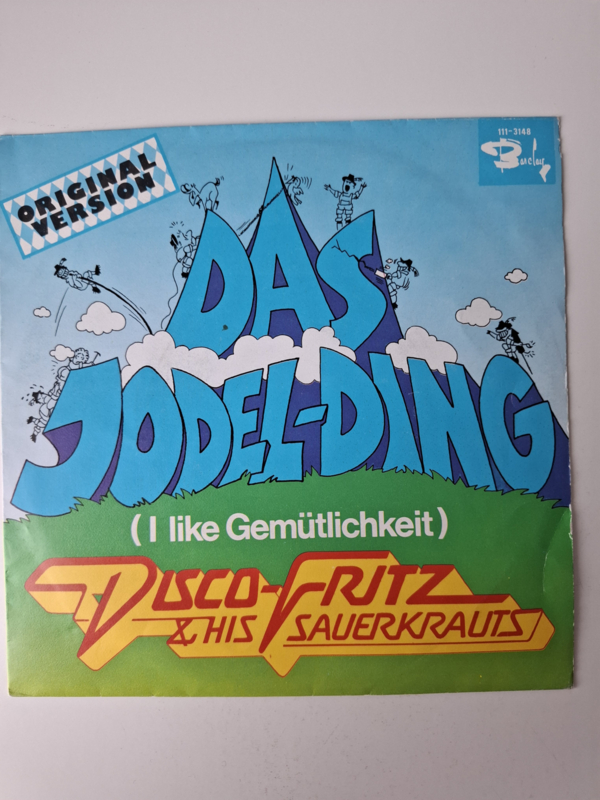 111-3148
Barclay
ORIGINAL
VERSION
DAS
JODEL-DING
(I like Gemütlichkeit)
DISCO-FRITZ
& HIS SAUERKRAUTS